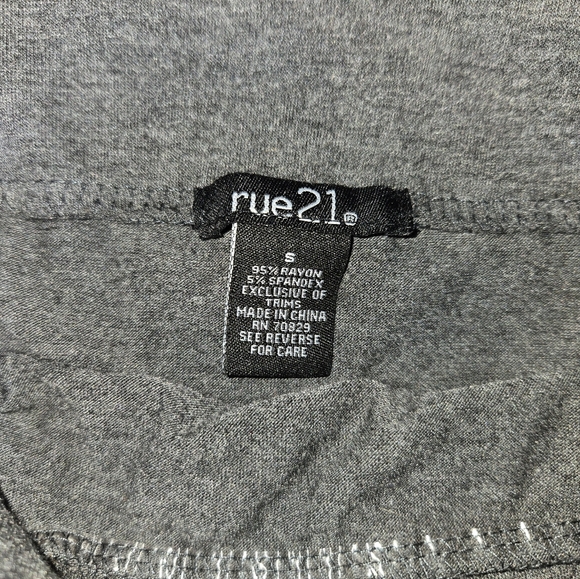 rue21®
S
95% RAYON
5% SPANDEX
EXCLUSIVE OF
TRIMS
MADE IN CHINA
RN 70829
SEE REVERSE
FOR CARE